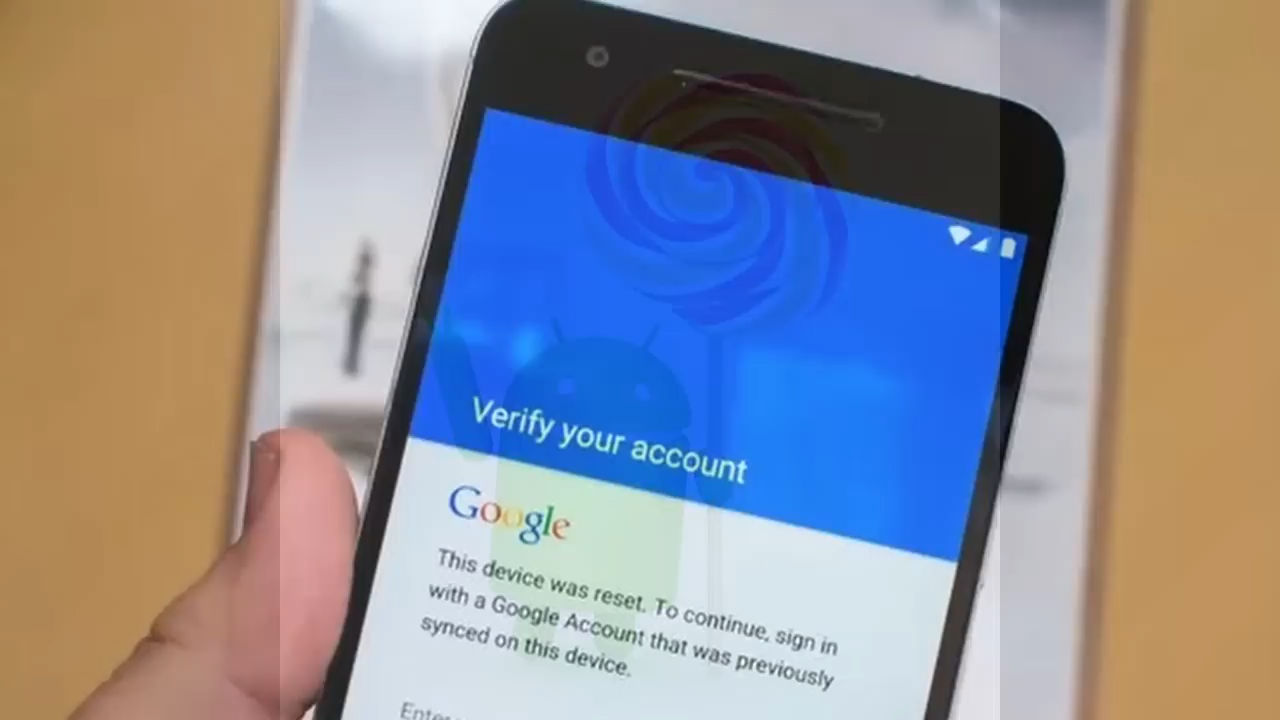 Verify your account
Google
This device was reset. To continue, sign in
with a Google Account that was previously
synced on this device.
Enter